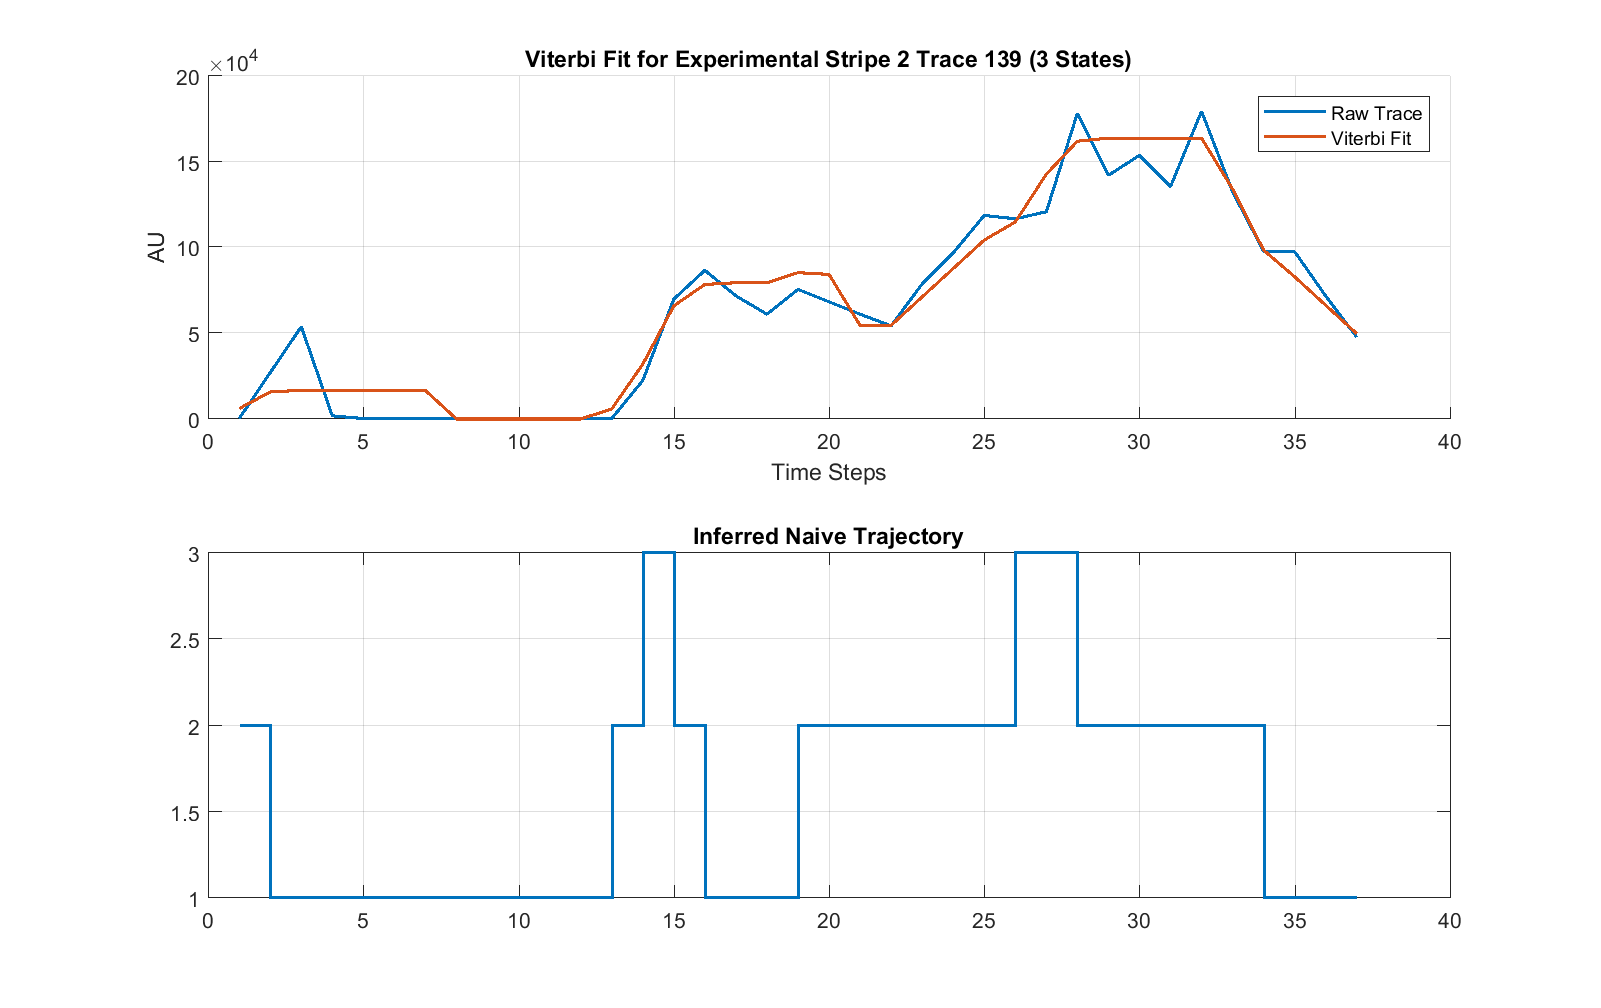 Viterbi Fit for Experimental Stripe 2 Trace 139 (3 States)
×10^4
20
15
10
5
0
AU
Raw Trace
Viterbi Fit
0 5 10 15 20 25 30 35 40
Time Steps
Inferred Naive Trajectory
3
2.5
2
1.5
1
0 5 10 15 20 25 30 35 40